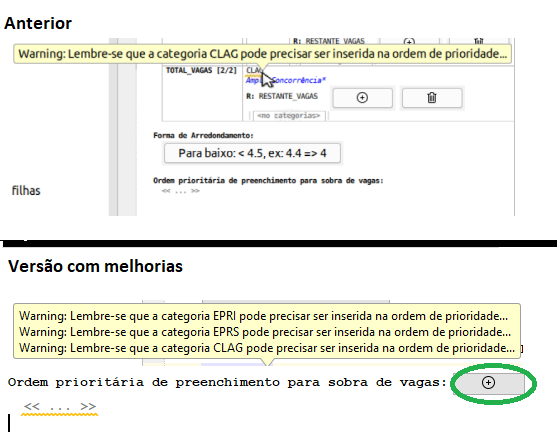 Anterior
R: RESTANTE_VAGAS
Warning: Lembre-se que a categoria CLAG pode precisar ser inserida na ordem de prioridade...
TOTAL_VAGAS [2/2]
CLAG
Concorrência*
R: RESTANTE_VAGAS
<no categorias>
Forma de Arredondamento:
Para baixo: < 4.5, ex: 4.4 => 4
Ordem prioritária de preenchimento para sobra de vagas:
<< ... >>
filhas
Versão com melhorias
Warning: Lembre-se que a categoria EPRI pode precisar ser inserida na ordem de prioridade...
Warning: Lembre-se que a categoria EPRS pode precisar ser inserida na ordem de prioridade...
Warning: Lembre-se que a categoria CLAG pode precisar ser inserida na ordem de prioridade...
Ordem prioritária de preenchimento para sobra de vagas:
<< ... >>